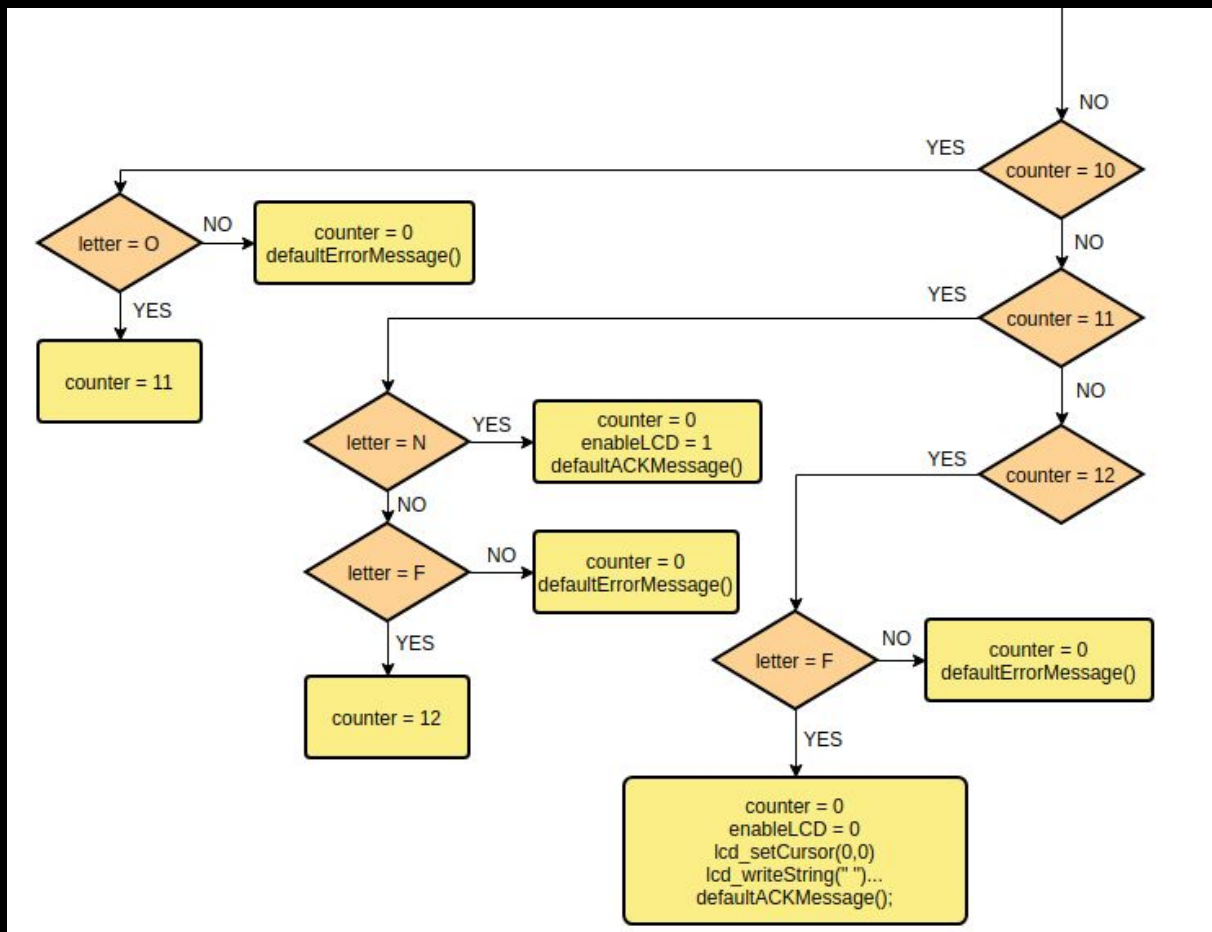 NO
YES
counter = 10
letter = O
NO
counter = 0
defaultErrorMessage()
NO
YES
counter = 11
YES
counter = 11
NO
letter = N
YES
counter = 0
enableLCD = 1
defaultACKMessage()
YES
counter = 12
NO
letter = F
NO
counter = 0
defaultErrorMessage()
YES
counter = 12
letter = F
NO
counter = 0
defaultErrorMessage()
YES
counter = 0
enableLCD = 0
lcd_setCursor(0,0)
lcd_writeString(" ")...
defaultACKMessage();